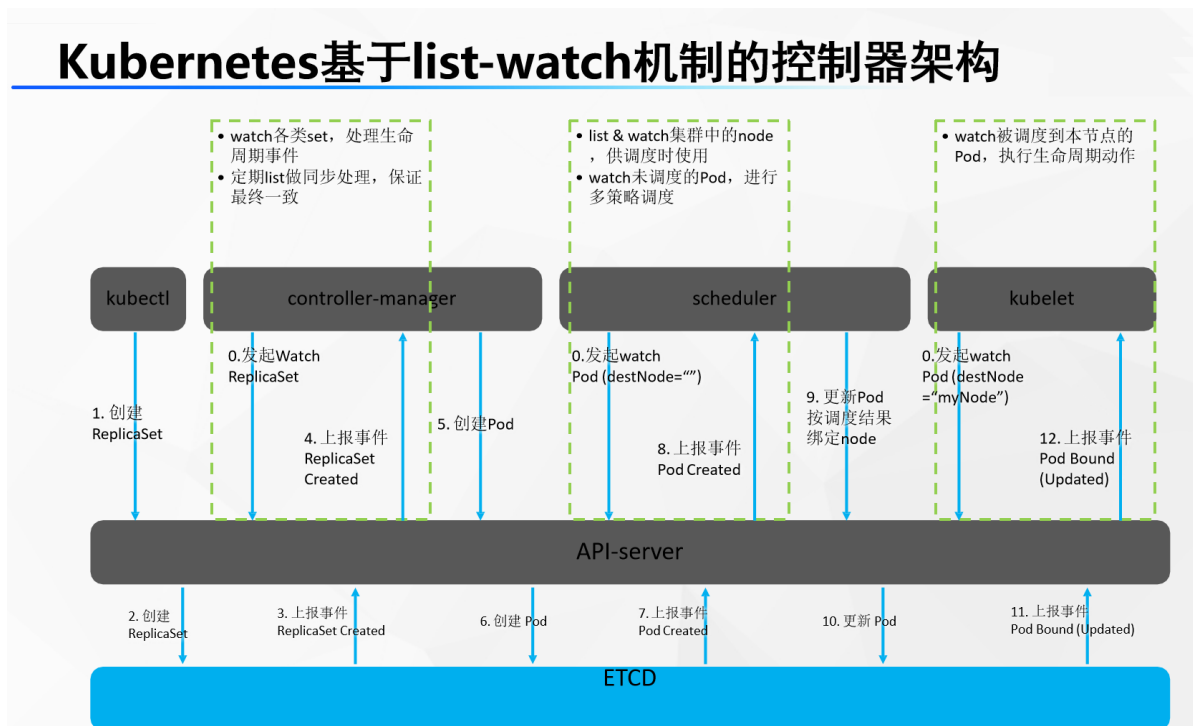 Kubernetes基于list-watch机制的控制器架构
• watch各类set，处理生命
周期事件
• 定期list做同步处理，保证
最终一致
• list & watch集群中的node
，供调度时使用
• watch未调度的Pod，进行
多策略调度
• watch被调度到本节点的
Pod，执行生命周期动作
kubectl
controller-manager
scheduler
kubelet
1. 创建
ReplicaSet
0.发起Watch
ReplicaSet
4. 上报事件
ReplicaSet
Created
5. 创建Pod
0.发起watch
Pod (destNode=“”)
8. 上报事件
Pod Created
9. 更新Pod
按调度结果
绑定node
0.发起watch
Pod (destNode
=“myNode”)
12. 上报事件
Pod Bound
(Updated)
API-server
2. 创建
ReplicaSet
3. 上报事件
ReplicaSet Created
6. 创建 Pod
7.上报事件
Pod Created
10. 更新 Pod
11. 上报事件
Pod Bound (Updated)
ETCD